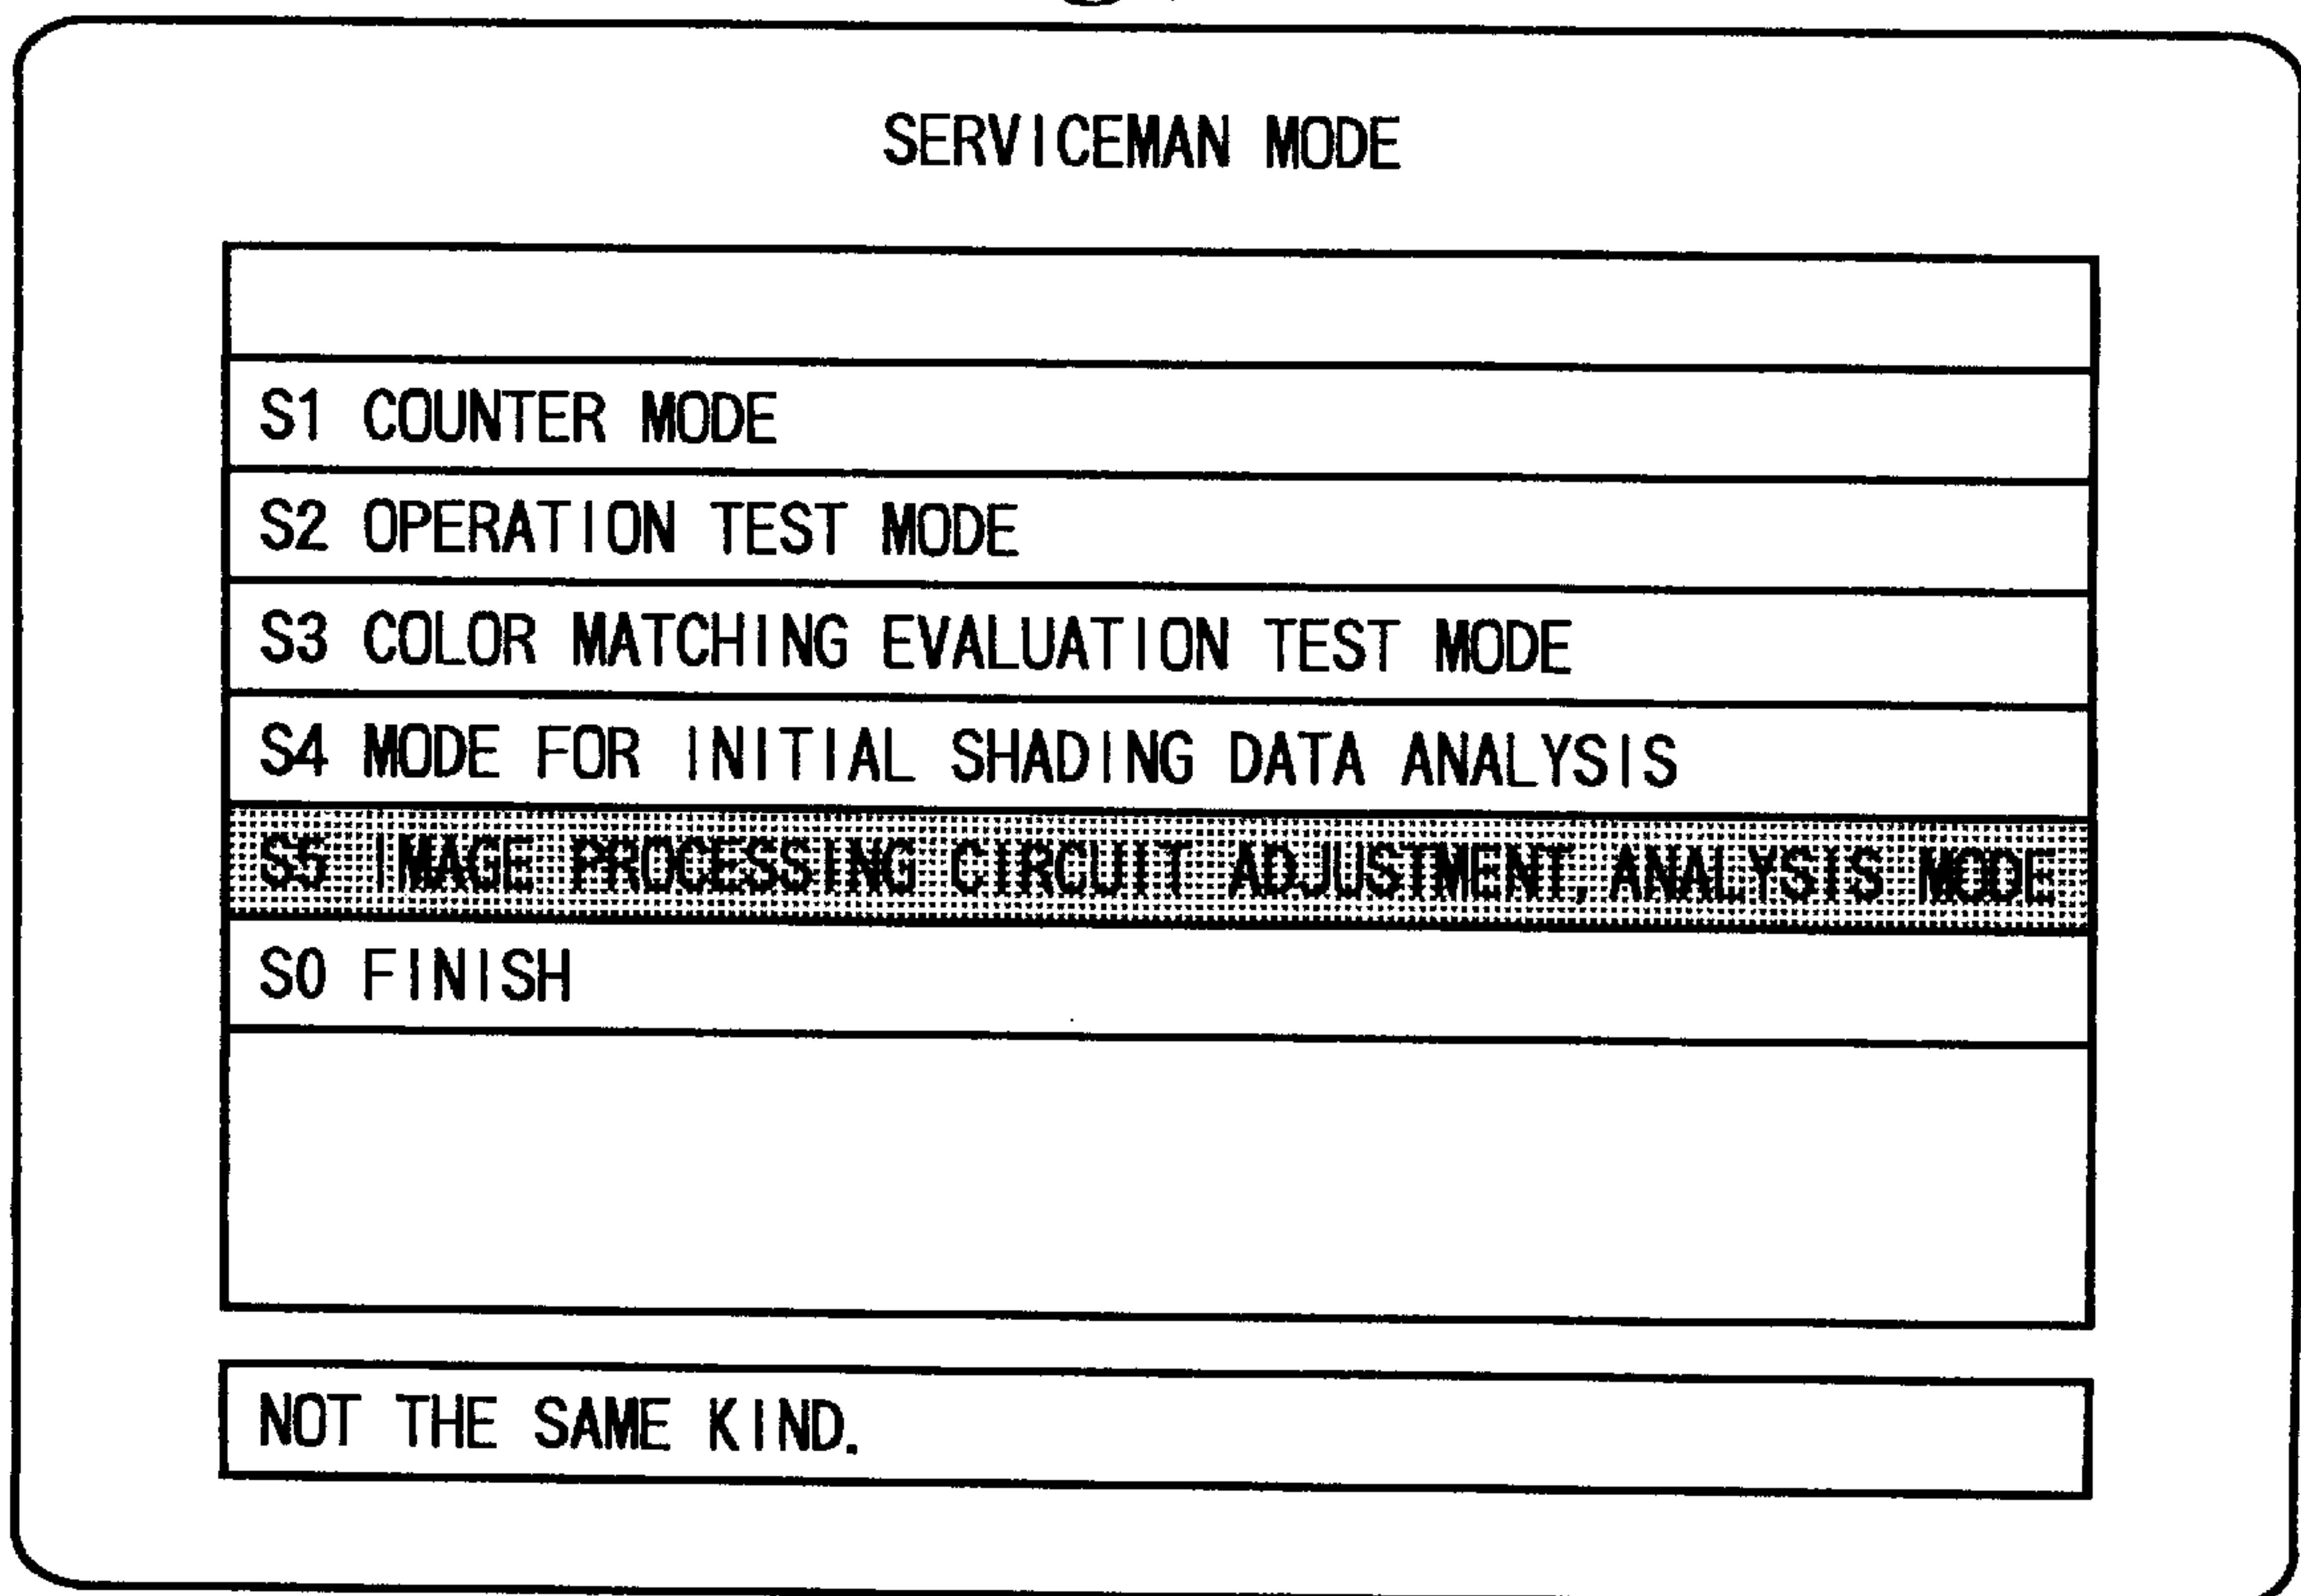 SERVICEMAN MODE
S1 COUNTER MODE
S2 OPERATION TEST MODE
S3 COLOR MATCHING EVALUATION TEST MODE
S4 MODE FOR INITIAL SHADING DATA ANALYSIS
S5 IMAGE PROCESSING CIRCUIT ADJUSTMENT, ANALYSIS MODE
S0 FINISH
NOT THE SAME KIND.